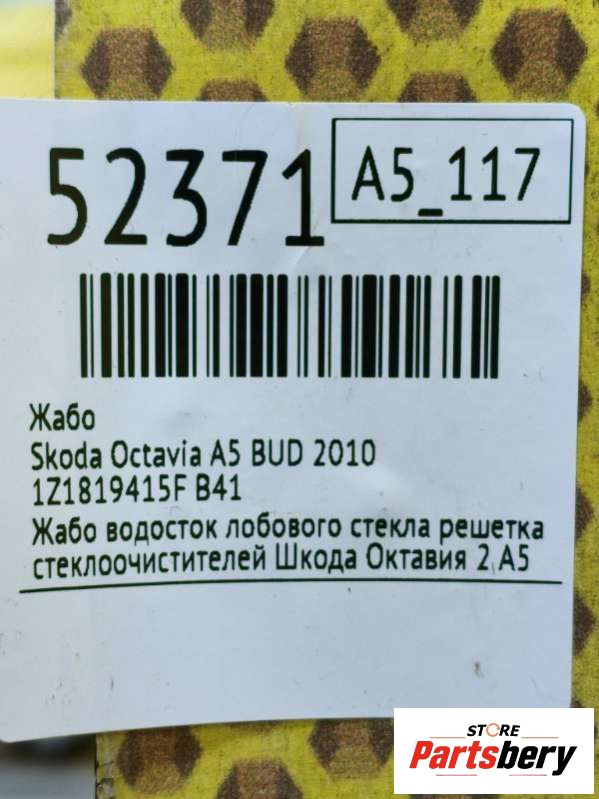 52371
A5_117
Жабо
Skoda Octavia A5 BUD 2010
1Z1819415F B41
Жабо водосток лобового стекла решетка
стеклоочистителей Шкода Октавия 2 A5
STORE
Partsbery